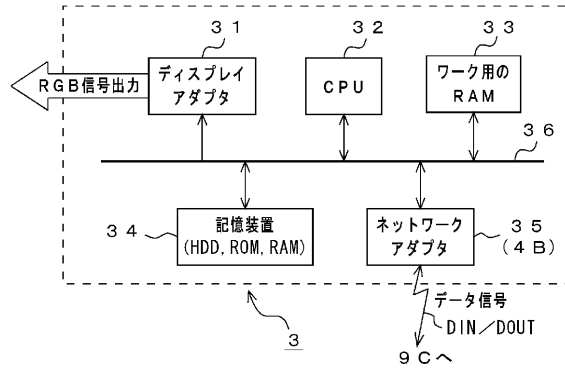 31
32
33
RGB信号出力
ディスプレイ
アダプタ
CPU
ワーク用の
RAM
36
34
記憶装置
(HDD, ROM, RAM)
ネットワーク
アダプタ
35
(4B)
データ信号
DIN/DOUT
3
9Cへ